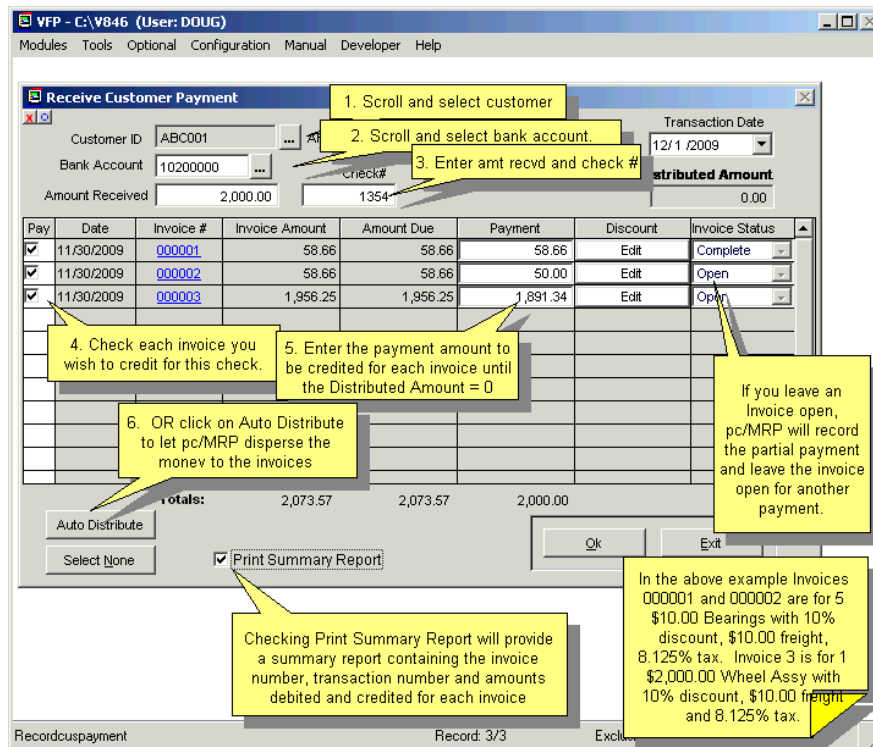 VFP - C:\V846 (User: DOUG)
Modules Tools Optional Configuration Manual Developer Help
Receive Customer Payment
1. Scroll and select customer
Transaction Date
Customer ID ABC001 ...
2. Scroll and select bank account.
12/ 1 /2009
Bank Account 10200000 ...
3. Enter amt recvd and check #
Check#
Amount
Amount Received 2,000.00 1354
0.00
Pay Date Invoice # Invoice Amount Amount Due Payment Discount Invoice Status
11/30/2009 000001 58.66 58.66 58.66 Edit Complete
11/30/2009 000002 58.66 58.66 50.00 Edit Open
11/30/2009 000003 1,956.25 1,956.25 1,891.34 Edit Open
4. Check each invoice you
wish to credit for this check.
5. Enter the payment amount to
be credited for each invoice until
the Distributed Amount = 0
If you leave an
Invoice open,
pc/MRP will record
the partial payment
and leave the invoice
open for another
payment.
6. OR click on Auto Distribute
to let pc/MRP disperse the
money to the invoices
Totals: 2,073.57 2,073.57 2,000.00
Auto Distribute
Select None
Print Summary Report
Ok
Exit
In the above example Invoices
000001 and 000002 are for 5
$10.00 Bearings with 10%
discount, $10.00 freight,
8.125% tax. Invoice 3 is for 1
$2,000.00 Wheel Assy with
10% discount, $10.00 freight
and 8.125% tax.
Checking Print Summary Report will provide
a summary report containing the invoice
number, transaction number and amounts
debited and credited for each invoice
Recordcuspayment Record: 3/3